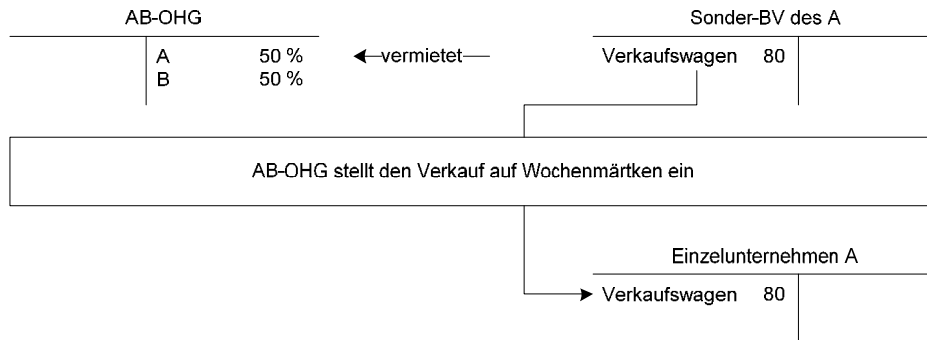 AB-OHG
Sonder-BV des A
A 50 %
B 50 %
vermietet
Verkaufswagen 80
AB-OHG stellt den Verkauf auf Wochenmärtken ein
Einzelunternehmen A
Verkaufswagen 80